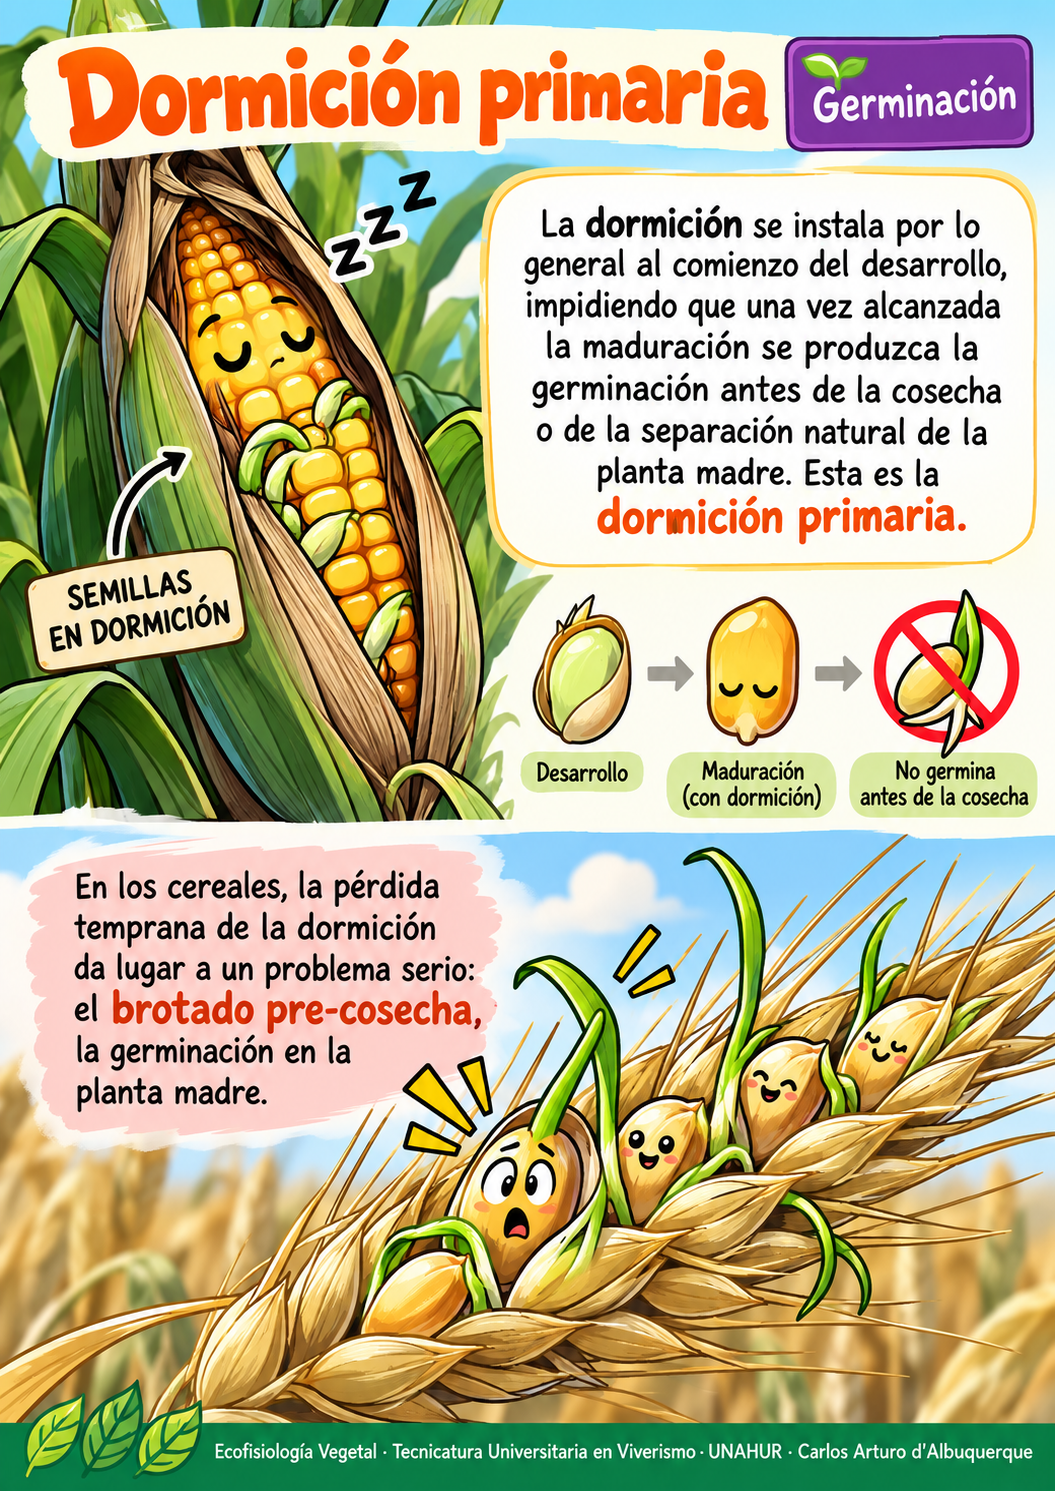 Dormición primaria
Germinación
z z z
La dormición se instala por lo
general al comienzo del desarrollo,
impidiendo que una vez alcanzada
la maduración se produzca la
germinación antes de la cosecha
o de la separación natural de la
planta madre. Esta es la
dormición primaria.
SEMILLAS
EN DORMICIÓN
Desarrollo
Maduración
(con dormición)
No germina
antes de la cosecha
En los cereales, la pérdida
temprana de la dormición
da lugar a un problema serio:
el brotado pre-cosecha,
la germinación en la
planta madre.
Ecofisiología Vegetal · Tecnicatura Universitaria en Viverismo · UNAHUR · Carlos Arturo d'Albuquerque